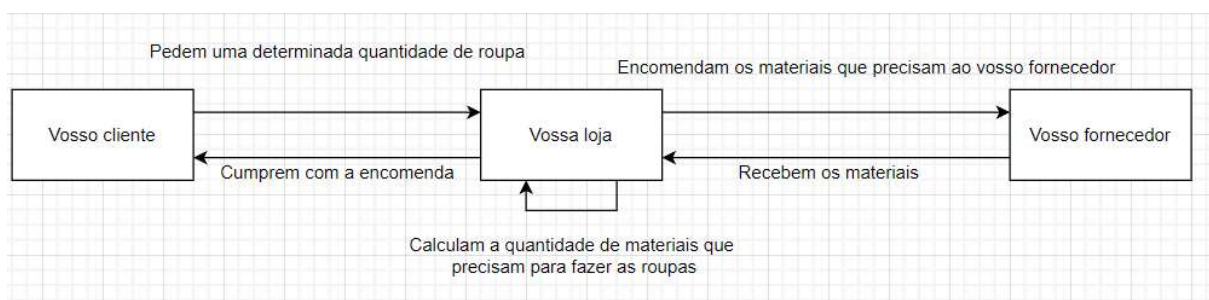 Pedem uma determinada quantidade de roupa
Encomendam os materiais que precisam ao vosso fornecedor
Vosso cliente
Vossa loja
Vosso fornecedor
Cumprem com a encomenda
Recebem os materiais
Calculam a quantidade de materiais que
precisam para fazer as roupas